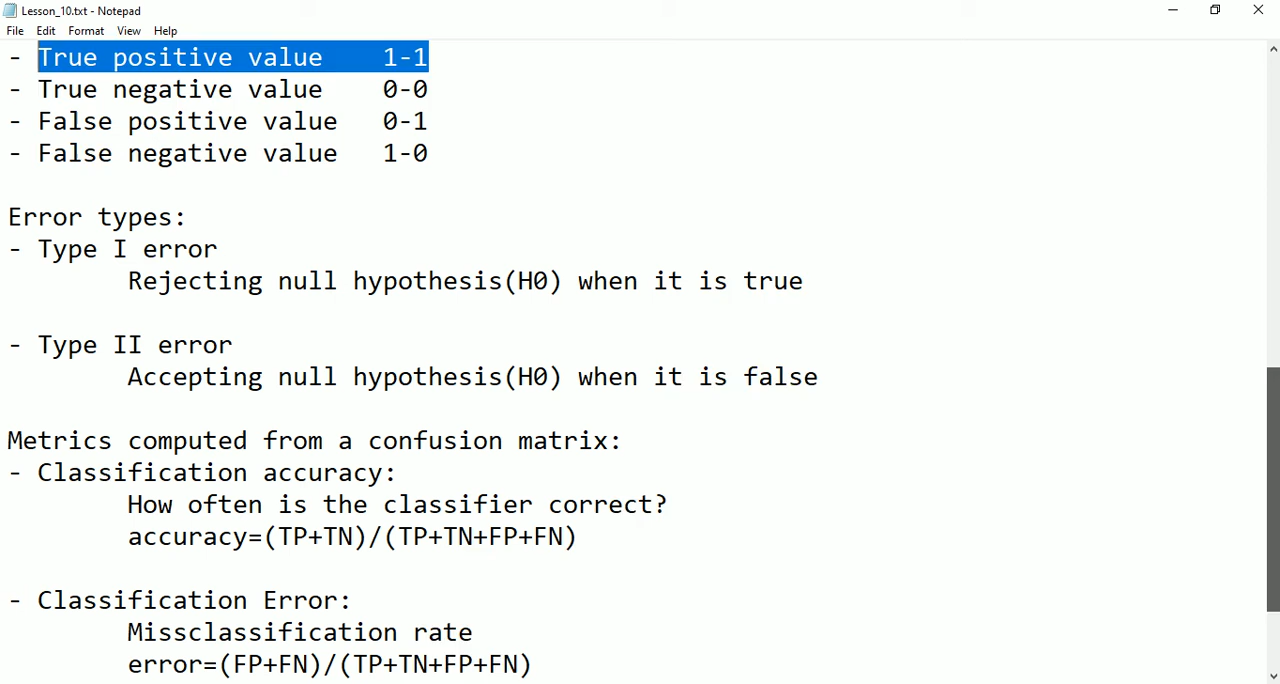 Lesson_10.txt - Notepad
File Edit Format View Help
- True positive value 1-1
- True negative value 0-0
- False positive value 0-1
- False negative value 1-0
Error types:
- Type I error
Rejecting null hypothesis(H0) when it is true
- Type II error
Accepting null hypothesis(H0) when it is false
Metrics computed from a confusion matrix:
- Classification accuracy:
How often is the classifier correct?
accuracy=(TP+TN)/(TP+TN+FP+FN)
- Classification Error:
Missclassification rate
error=(FP+FN)/(TP+TN+FP+FN)